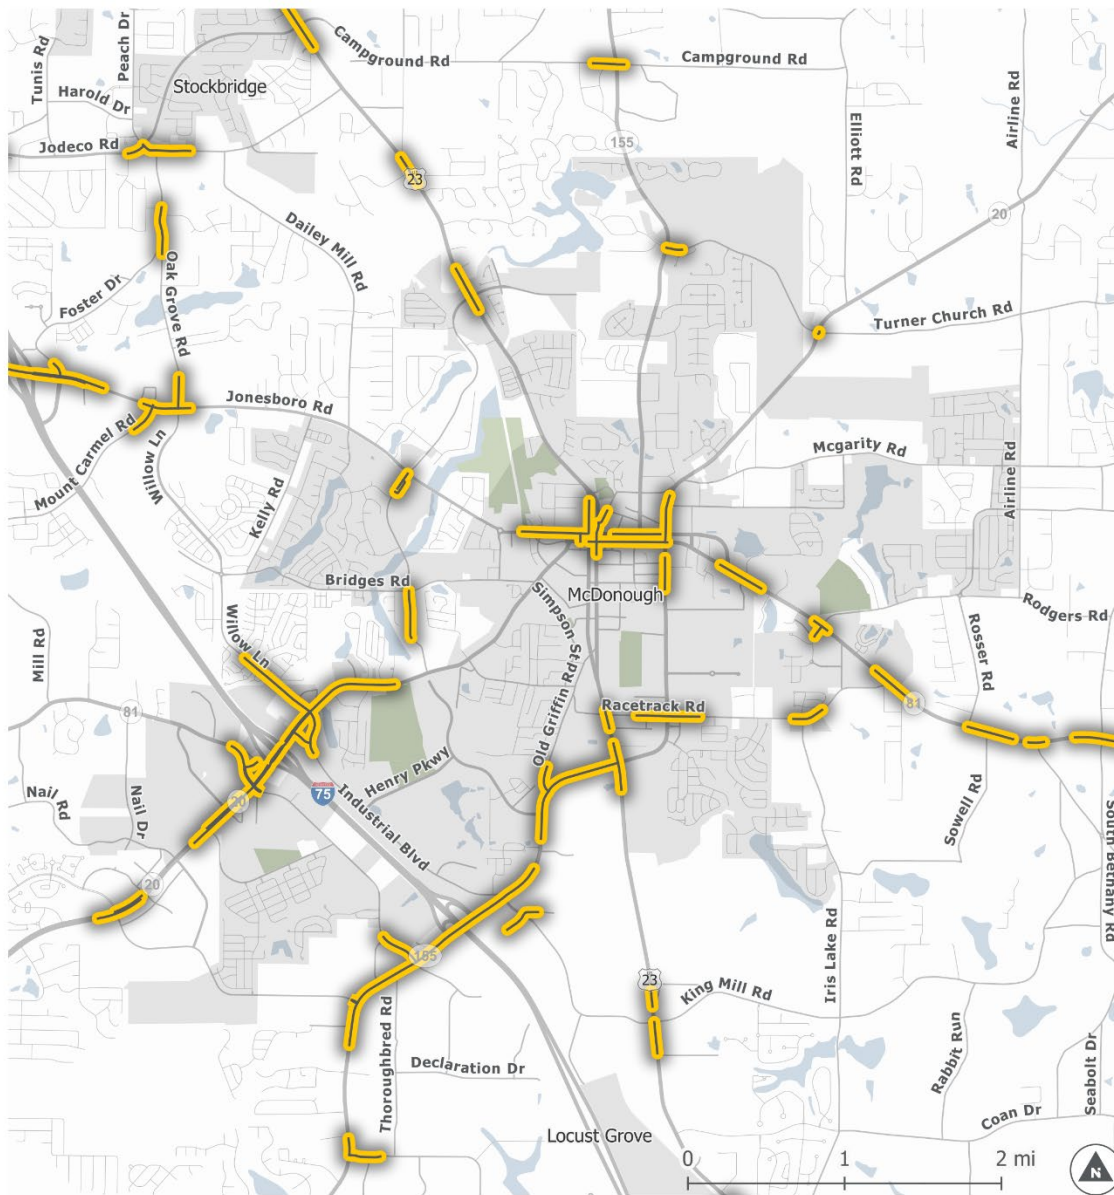 Tunis Rd
Peach Dr
Campground Rd
Campground Rd
Stockbridge
Harold Dr
Jodeco Rd
155
Elliott Rd
Airline Rd
23
20
Dailey Mill Rd
Oak Grove Rd
Foster Dr
Turner Church Rd
Jonesboro Rd
Mount Carmel Rd
Willow Ln
Kelly Rd
Mcgarity Rd
Airline Rd
Bridges Rd
McDonough
Simpson St
Rodgers Rd
Rosser Rd
Willow Ln
Mill Rd
81
Old Griffin Rd
Racetrack Rd
81
Henry Pkwy
Nail Rd
Nail Dr
20
75
Industrial Blvd
Sowell Rd
South Bethany Rd
20
Iris Lake Rd
155
23
King Mill Rd
Thoroughbred Rd
Declaration Dr
Rabbit Run
Seabolt Dr
Coan Dr
Locust Grove
0 1 2 mi
N